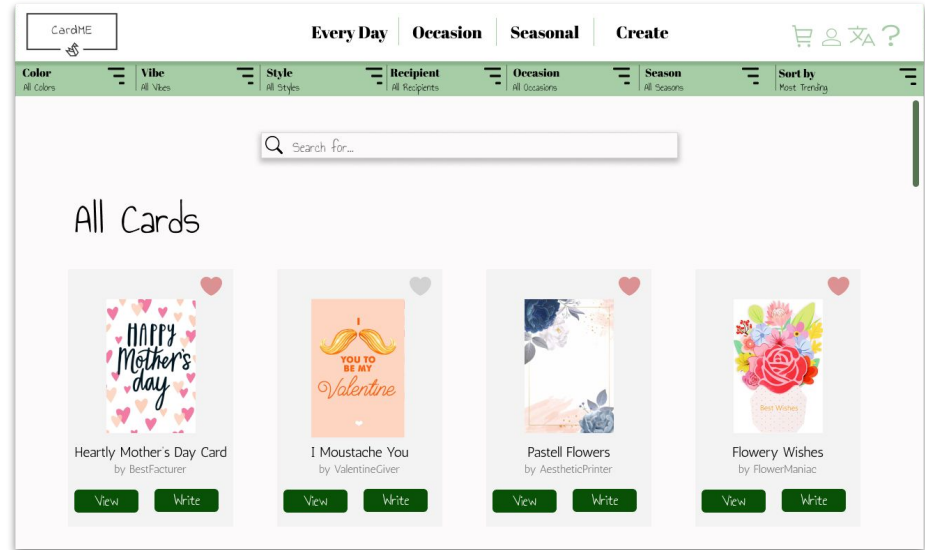 CardME
Every Day Occasion Seasonal Create
文A ?
Color Vibe Style Recipient Occasion Season Sort by
All Colors All Vibes All Styles All Recipients All Occasions All Seasons Most Trending
Search for...
All Cards
HAPPY
Mother's
day
I
YOU TO
BE MY
Valentine
Best Wishes
Heartly Mother's Day Card I Moustache You Pastell Flowers Flowery Wishes
by BestFacturer by ValentineGiver by AestheticPrinter by FlowerManiac
View Write View Write View Write View Write